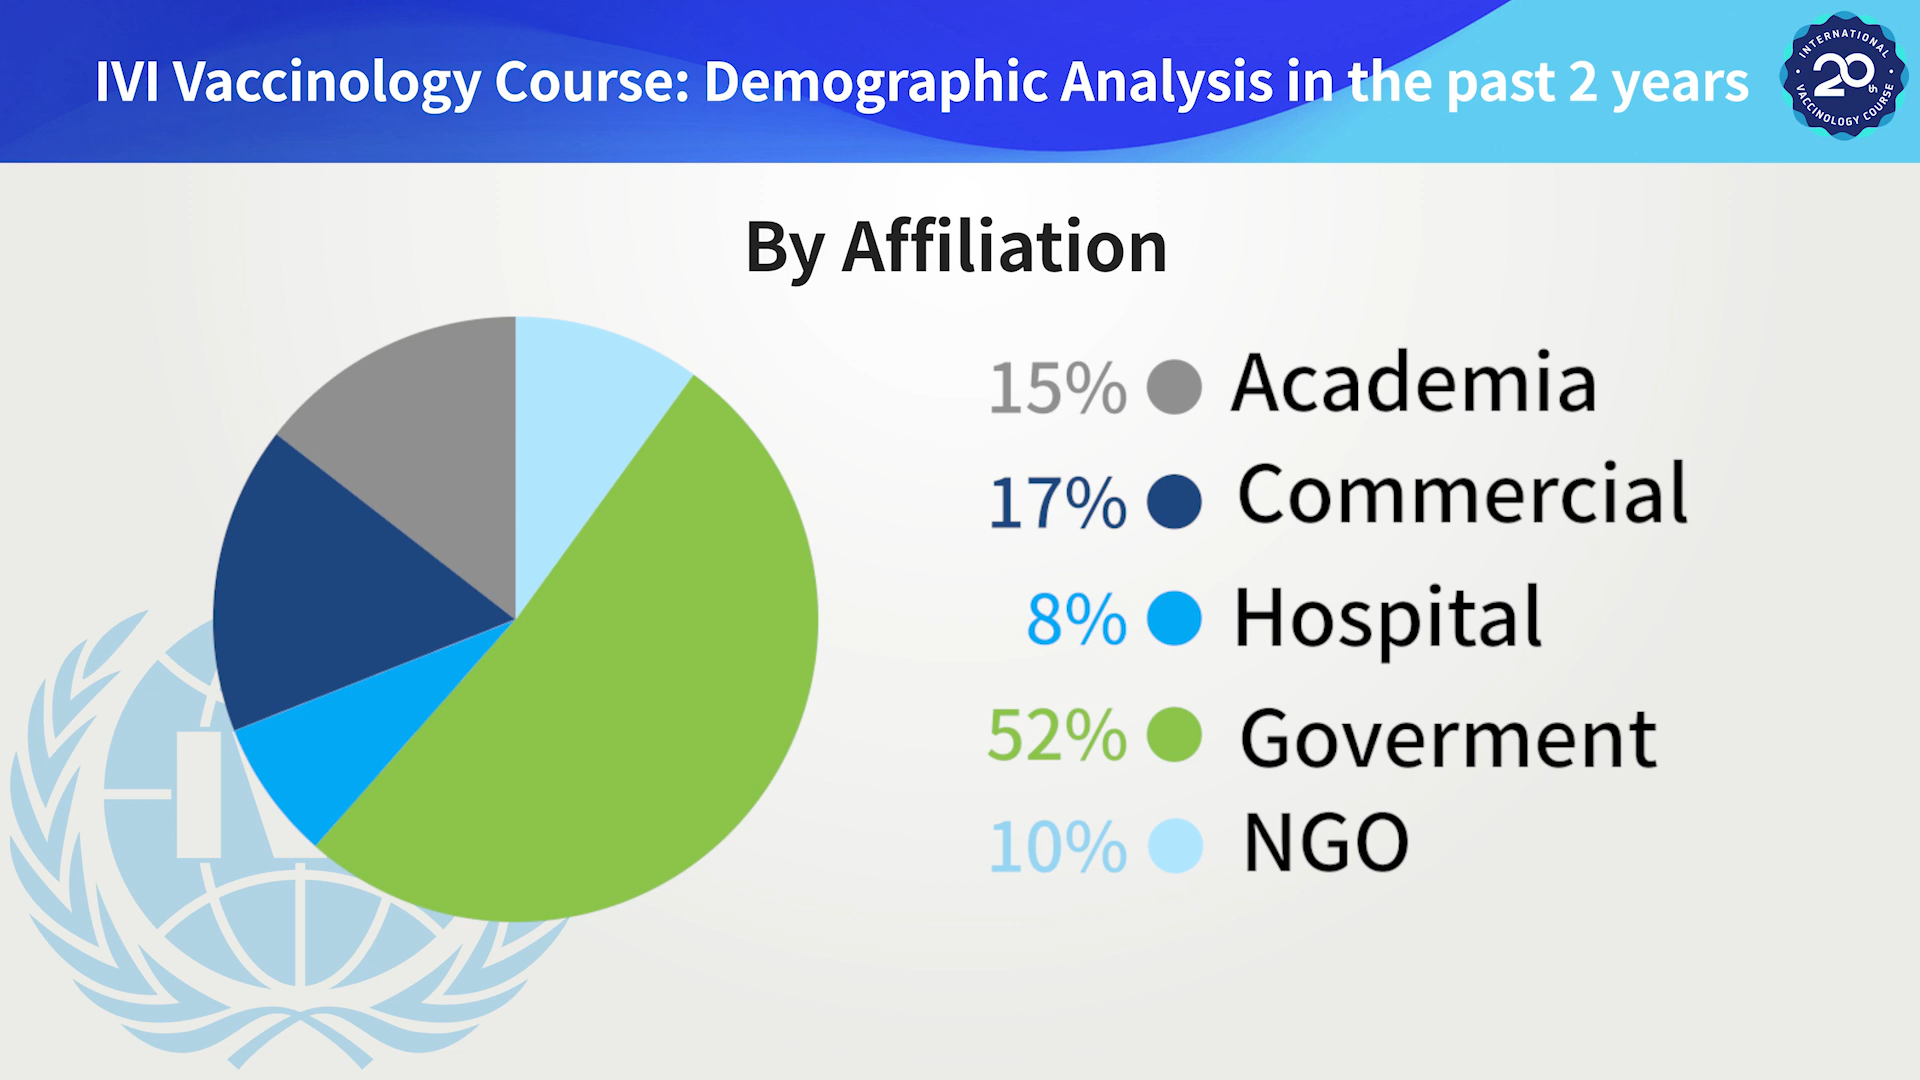 IVI Vaccinology Course: Demographic Analysis in the past 2 years
INTERNATIONAL
20th
VACCINOLOGY COURSE
By Affiliation
15% Academia
17% Commercial
8% Hospital
52% Goverment
10% NGO